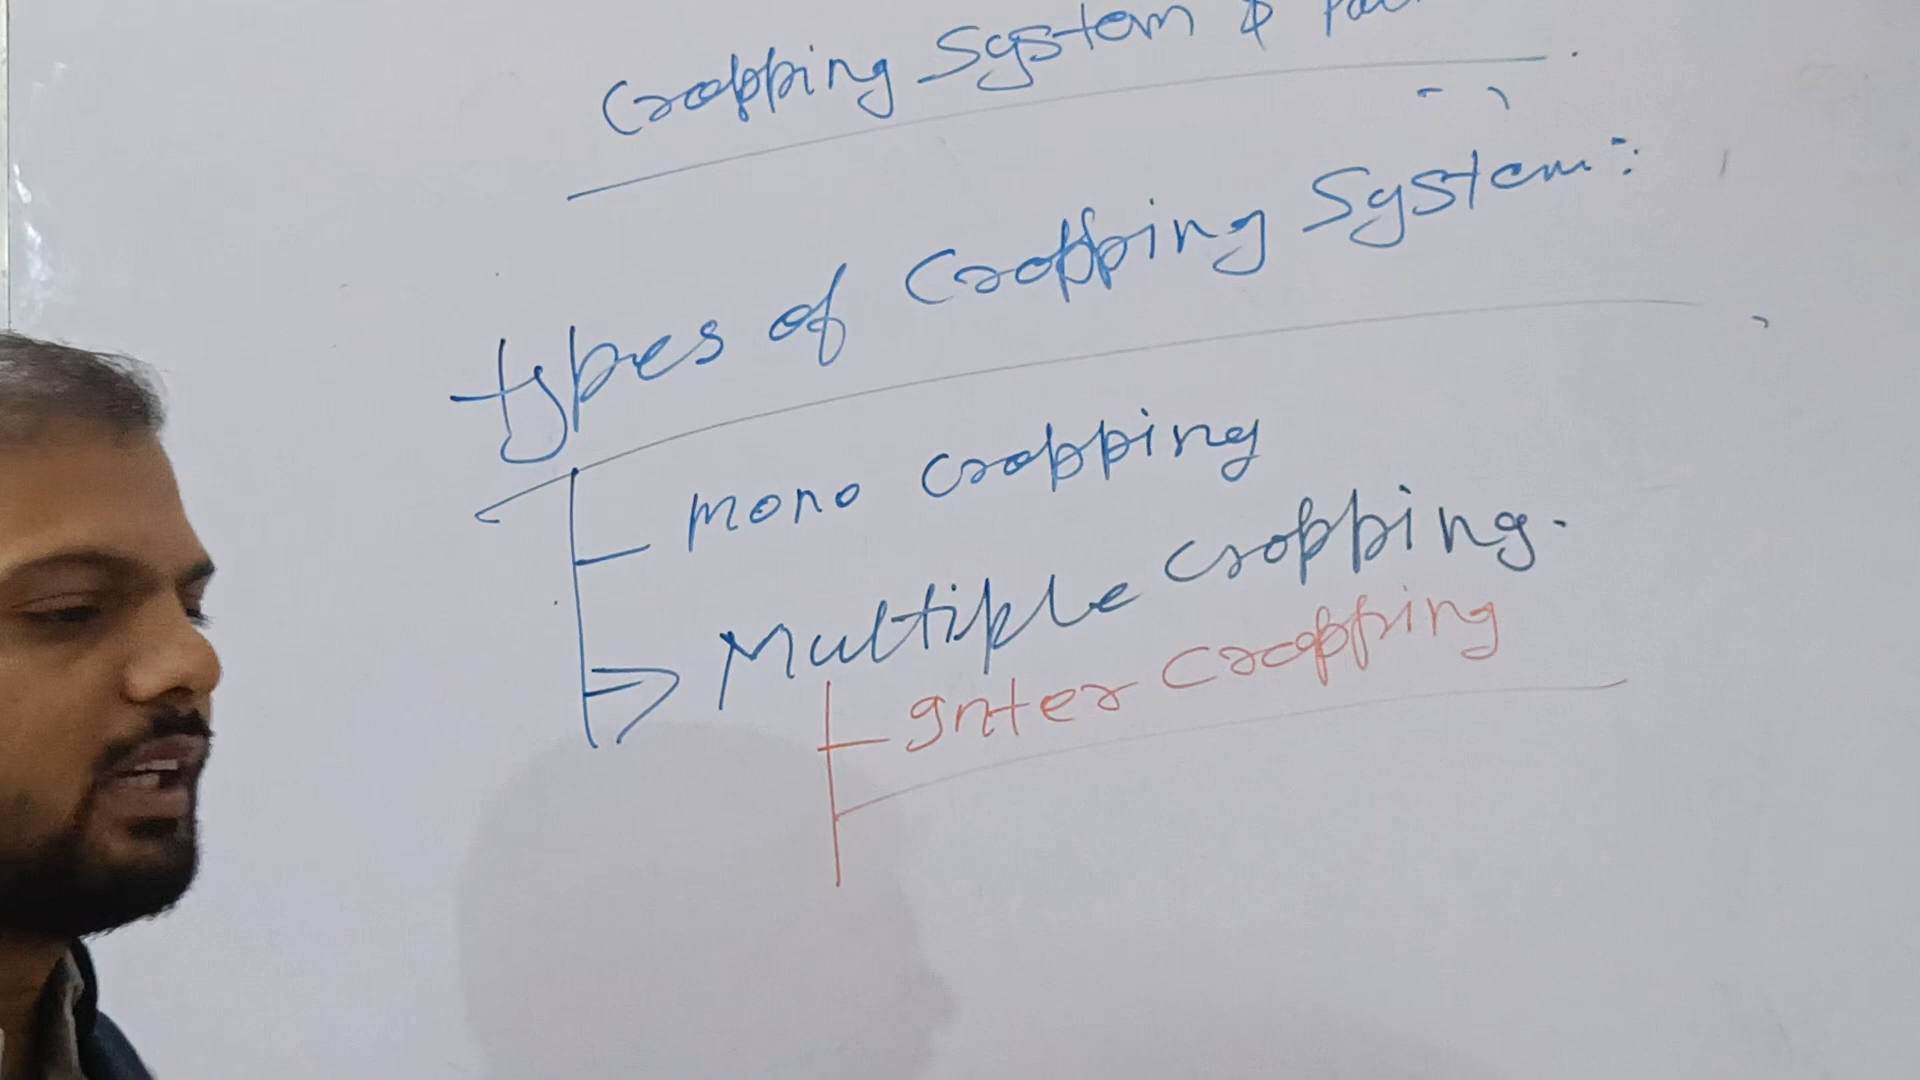 Cropping System &
types of Cropping System:
mono Cropping
Multiple Cropping.
Inter Cropping